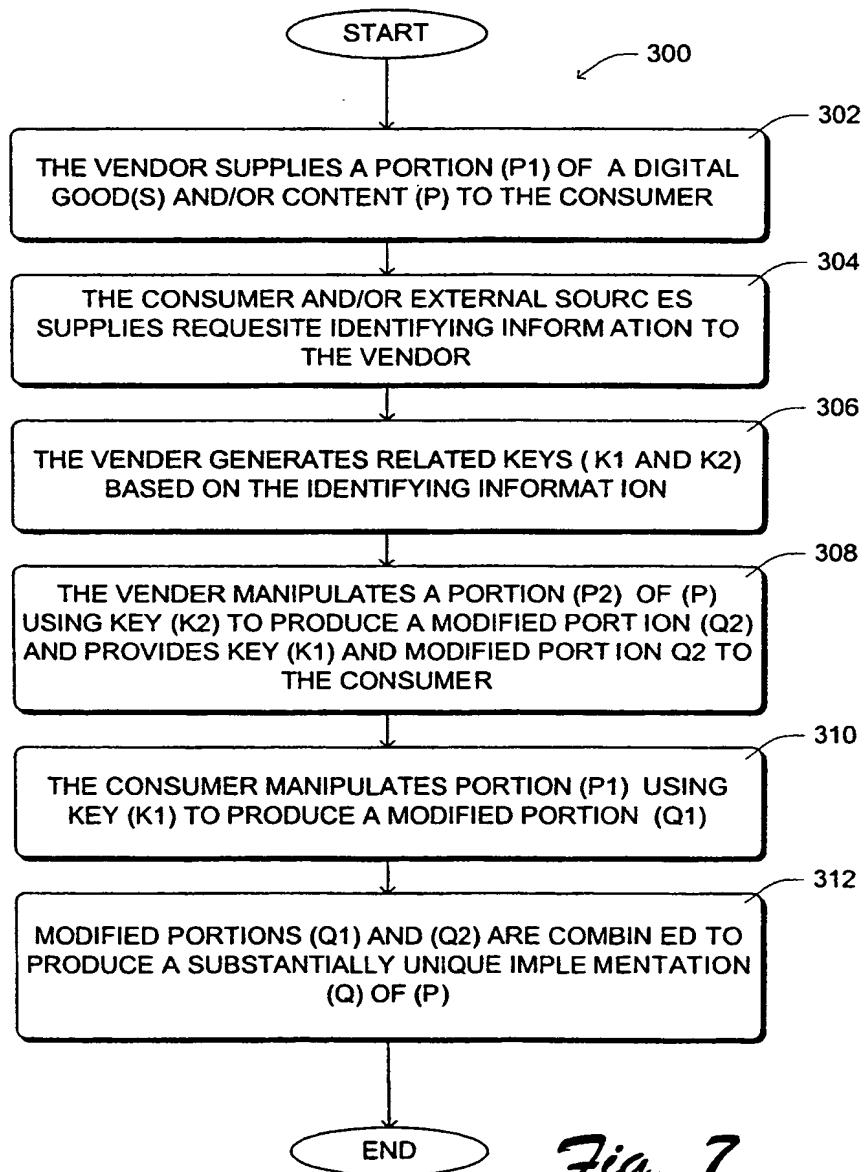 START
300
302
THE VENDOR SUPPLIES A PORTION (P1) OF A DIGITAL
GOOD(S) AND/OR CONTENT (P) TO THE CONSUMER
304
THE CONSUMER AND/OR EXTERNAL SOURC ES
SUPPLIES REQUESITE IDENTIFYING INFORM ATION TO
THE VENDOR
306
THE VENDER GENERATES RELATED KEYS ( K1 AND K2)
BASED ON THE IDENTIFYING INFORMAT ION
308
THE VENDER MANIPULATES A PORTION (P2) OF (P)
USING KEY (K2) TO PRODUCE A MODIFIED PORT ION (Q2)
AND PROVIDES KEY (K1) AND MODIFIED PORT ION Q2 TO
THE CONSUMER
310
THE CONSUMER MANIPULATES PORTION (P1) USING
KEY (K1) TO PRODUCE A MODIFIED PORTION (Q1)
312
MODIFIED PORTIONS (Q1) AND (Q2) ARE COMBIN ED TO
PRODUCE A SUBSTANTIALLY UNIQUE IMPLE MENTATION
(Q) OF (P)
END
Fig. 7